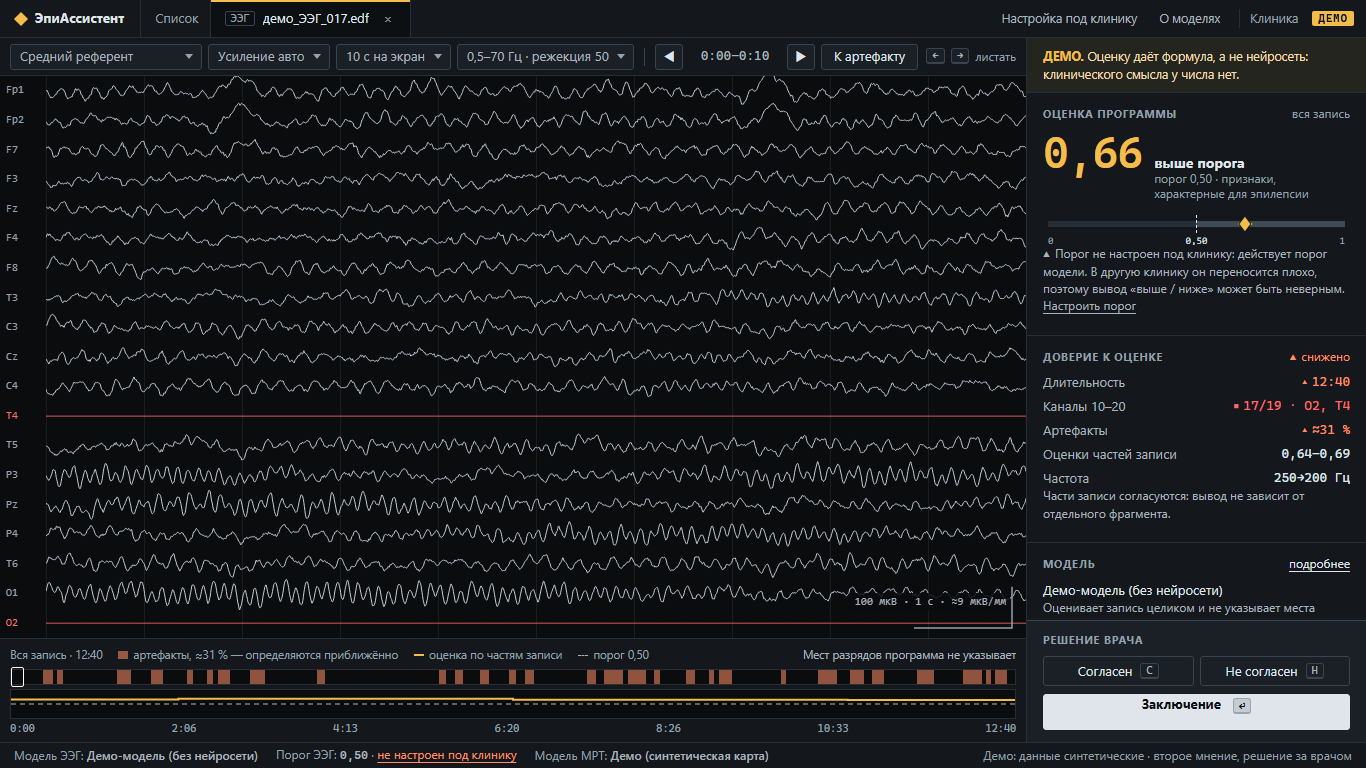 ЭпиАссистент
Список
ЭЭГ демо_ЭЭГ_017.edf ×
Настройка под клинику
О моделях
Клиника
ДЕМО
Средний референт
Усиление авто
10 с на экран
0,5–70 Гц · режекция 50
0:00–0:10
К артефакту
← → листать
Fp1
Fp2
F7
F3
Fz
F4
F8
T3
C3
Cz
C4
T4
T5
P3
Pz
P4
T6
O1
O2
100 мкВ · 1 с · ≈9 мкВ/мм
Вся запись · 12:40
артефакты, ≈31 % — определяются приближённо
оценка по частям записи
порог 0,50
Мест разрядов программа не указывает
0:00 2:06 4:13 6:20 8:26 10:33 12:40
ДЕМО. Оценку даёт формула, а не нейросеть:
клинического смысла у числа нет.
ОЦЕНКА ПРОГРАММЫ вся запись
0,66 выше порога
порог 0,50 · признаки,
характерные для эпилепсии
0 0,50 1
▲ Порог не настроен под клинику: действует порог
модели. В другую клинику он переносится плохо,
поэтому вывод «выше / ниже» может быть неверным.
Настроить порог
ДОВЕРИЕ К ОЦЕНКЕ ▲ снижено
Длительность ▲ 12:40
Каналы 10–20 ■ 17/19 · O2, T4
Артефакты ▲ ≈31 %
Оценки частей записи 0,64–0,69
Частота 250→200 Гц
Части записи согласуются: вывод не зависит от
отдельного фрагмента.
МОДЕЛЬ подробнее
Демо-модель (без нейросети)
Оценивает запись целиком и не указывает места
РЕШЕНИЕ ВРАЧА
Согласен С
Не согласен Н
Заключение ↵
Модель ЭЭГ: Демо-модель (без нейросети)
Порог ЭЭГ: 0,50 · не настроен под клинику
Модель МРТ: Демо (синтетическая карта)
Демо: данные синтетические · второе мнение, решение за врачом